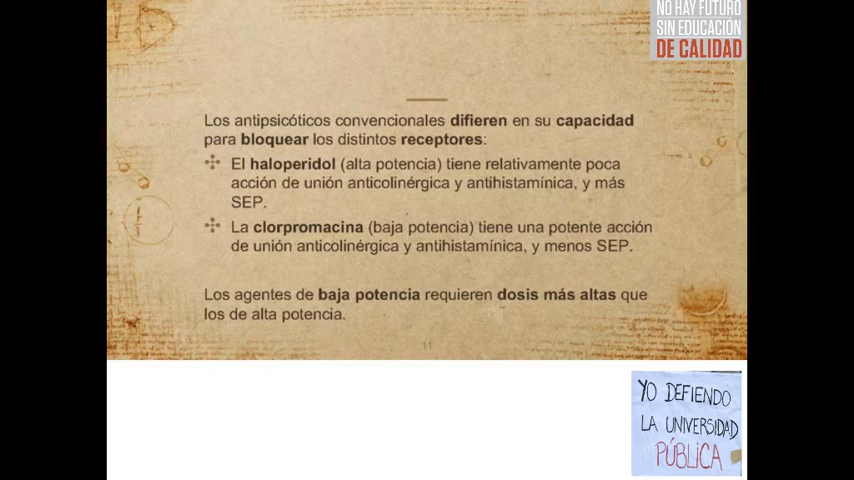 NO HAY FUTURO
SIN EDUCACIÓN
DE CALIDAD
Los antipsicóticos convencionales difieren en su capacidad
para bloquear los distintos receptores:
El haloperidol (alta potencia) tiene relativamente poca
acción de unión anticolinérgica y antihistamínica, y más
SEP.
La clorpromacina (baja potencia) tiene una potente acción
de unión anticolinérgica y antihistamínica, y menos SEP.
Los agentes de baja potencia requieren dosis más altas que
los de alta potencia.
11
YO DEFIENDO
LA UNIVERSIDAD
PÚBLICA